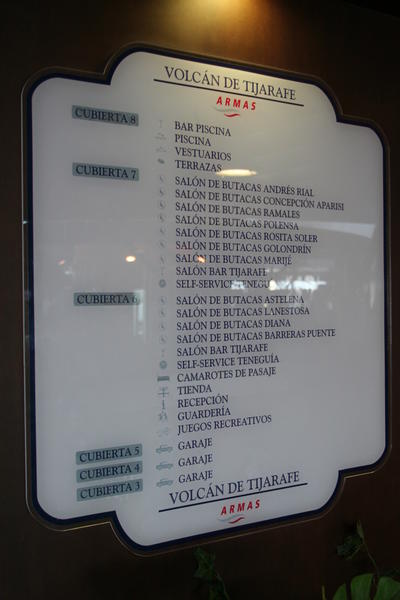 VOLCÁN DE TIJARAFE
ARMAS
CUBIERTA 8
BAR PISCINA
PISCINA
VESTUARIOS
TERRAZAS
CUBIERTA 7
SALÓN DE BUTACAS ANDRÉS RIAL
SALÓN DE BUTACAS CONCEPCIÓN APARISI
SALÓN DE BUTACAS RAMALES
SALÓN DE BUTACAS POLENSA
SALÓN DE BUTACAS ROSITA SOLER
SALÓN DE BUTACAS GOLONDRÍN
SALÓN DE BUTACAS MARIJÉ
SALÓN BAR TIJARAFE
SELF-SERVICE TENEGUÍA
CUBIERTA 6
SALÓN DE BUTACAS ASTELENA
SALÓN DE BUTACAS LANESTOSA
SALÓN DE BUTACAS DIANA
SALÓN DE BUTACAS BARRERAS PUENTE
SALÓN BAR TIJARAFE
SELF-SERVICE TENEGUÍA
CAMAROTES DE PASAJE
TIENDA
RECEPCIÓN
GUARDERÍA
JUEGOS RECREATIVOS
CUBIERTA 5 GARAJE
CUBIERTA 4 GARAJE
CUBIERTA 3 GARAJE
VOLCÁN DE TIJARAFE
ARMAS